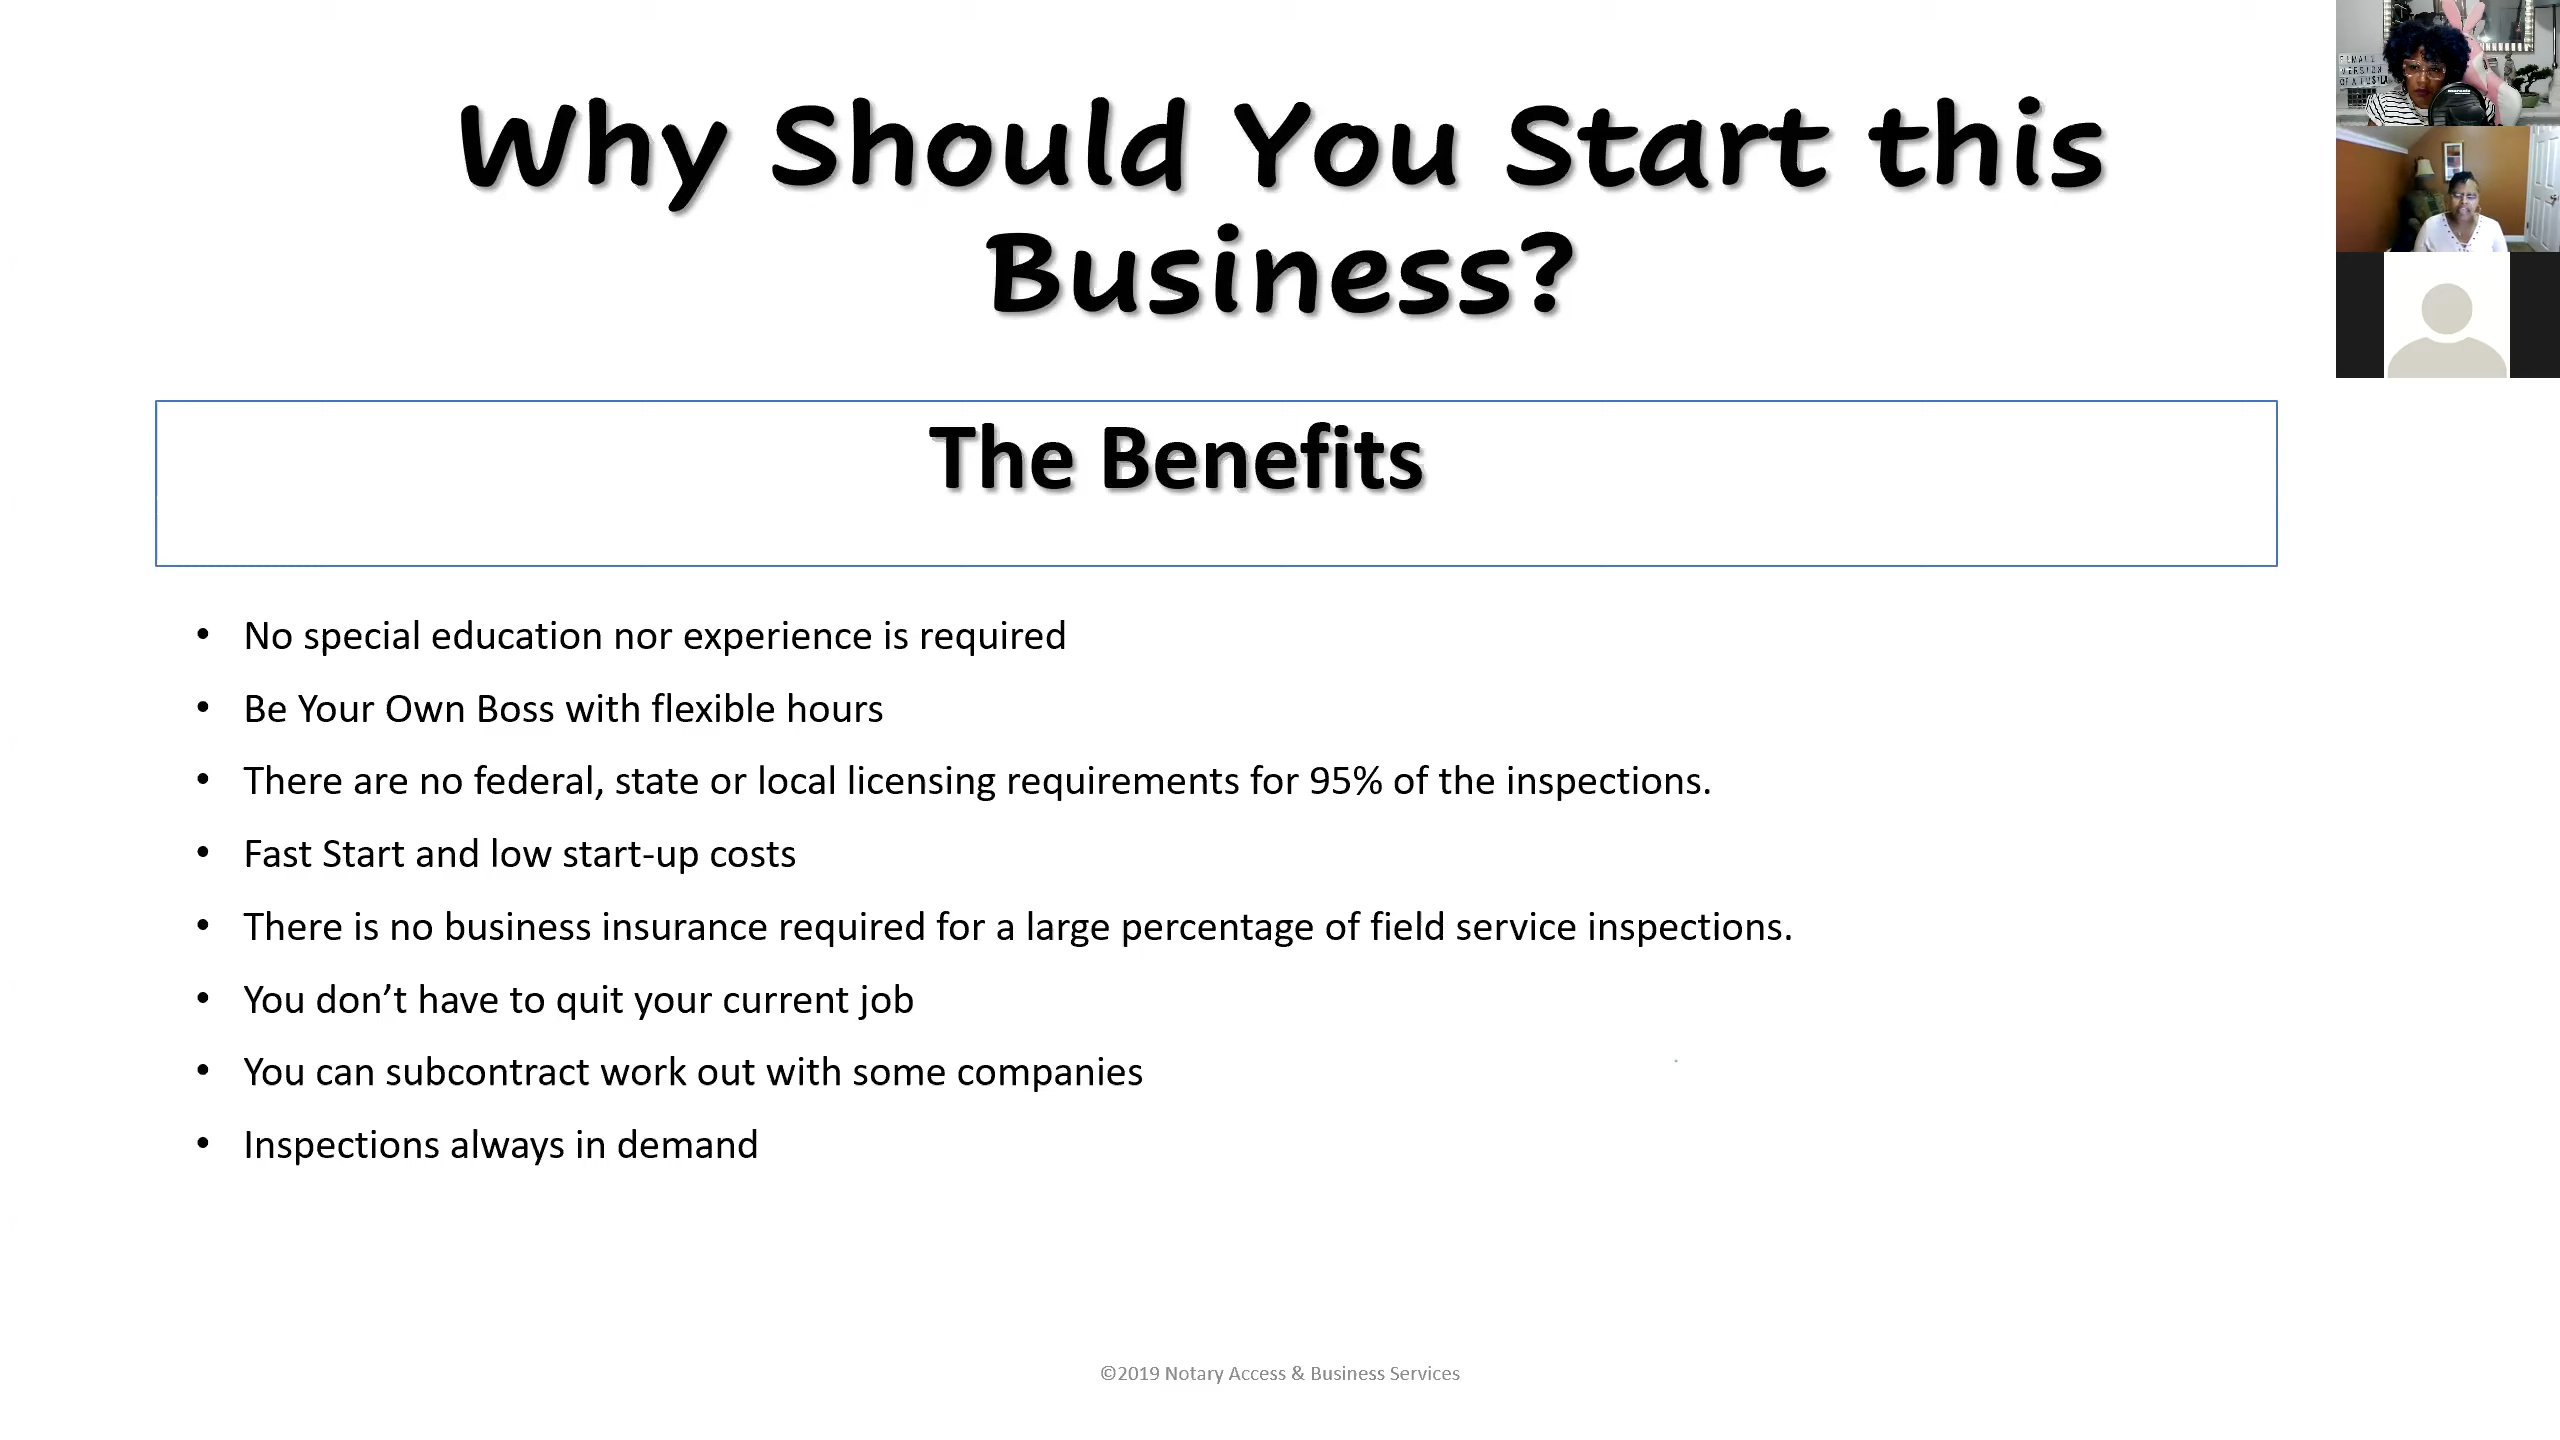 Why Should You Start this
Business?
The Benefits
• No special education nor experience is required
• Be Your Own Boss with flexible hours
• There are no federal, state or local licensing requirements for 95% of the inspections.
• Fast Start and low start-up costs
• There is no business insurance required for a large percentage of field service inspections.
• You don’t have to quit your current job
• You can subcontract work out with some companies
• Inspections always in demand
©2019 Notary Access & Business Services